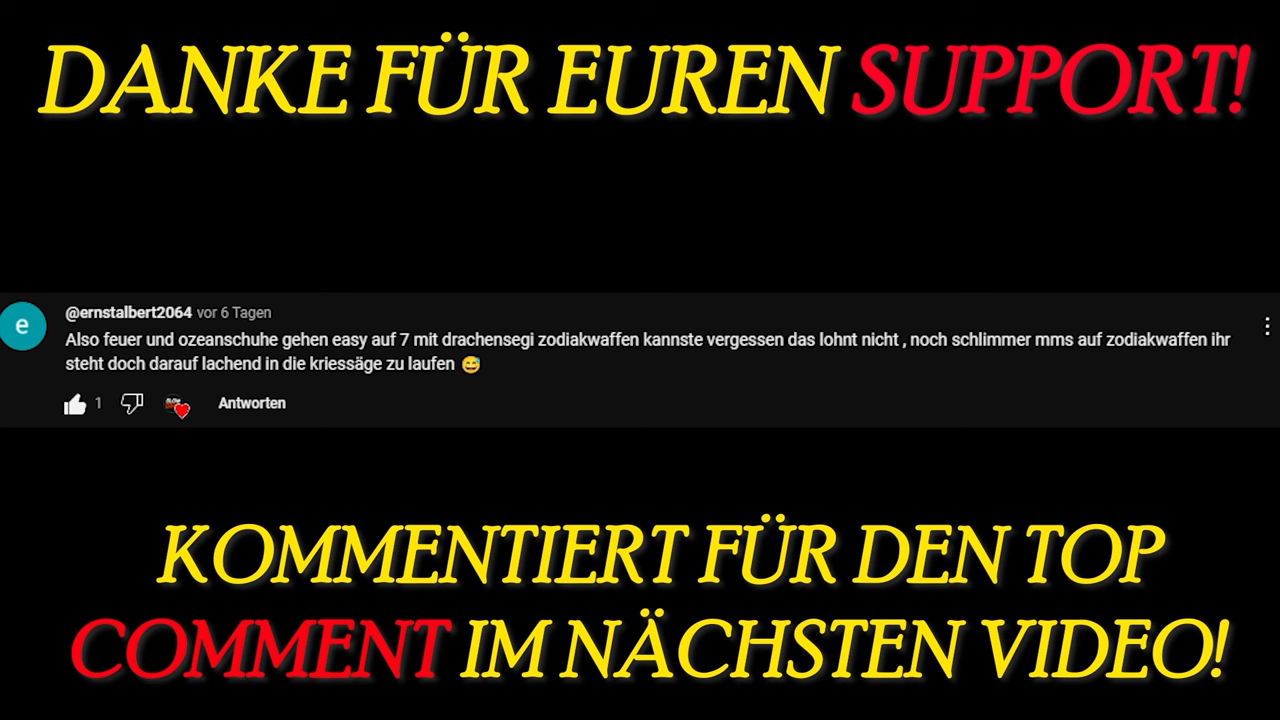 DANKE FÜR EUREN SUPPORT!
e
@ernstalbert2064 vor 6 Tagen
Also feuer und ozeanschuhe gehen easy auf 7 mit drachensegi zodiakwaffen kannste vergessen das lohnt nicht , noch schlimmer mms auf zodiakwaffen ihr
steht doch darauf lachend in die kriessäge zu laufen 😅
1 Antworten
KOMMENTIERT FÜR DEN TOP
COMMENT IM NÄCHSTEN VIDEO!